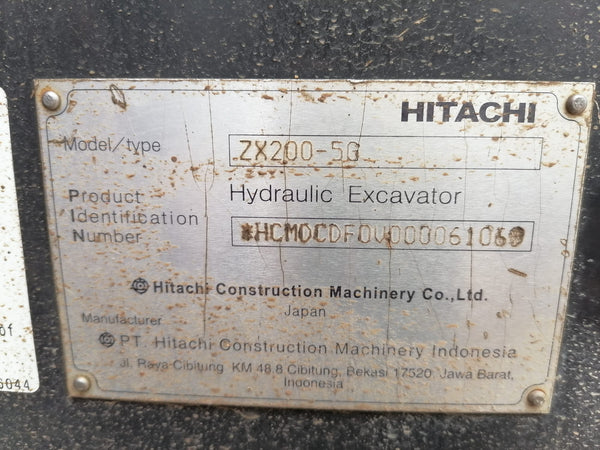 HITACHI
Model/type ZX200-5G
Product Hydraulic Excavator
Identification
Number
Hitachi Construction Machinery Co.,Ltd.
Japan
Manufacturer
PT. Hitachi Construction Machinery Indonesia
Jl. Raya Cibitung KM 48.8 Cibitung, Bekasi 17520 Jawa Barat,
Indonesia
of